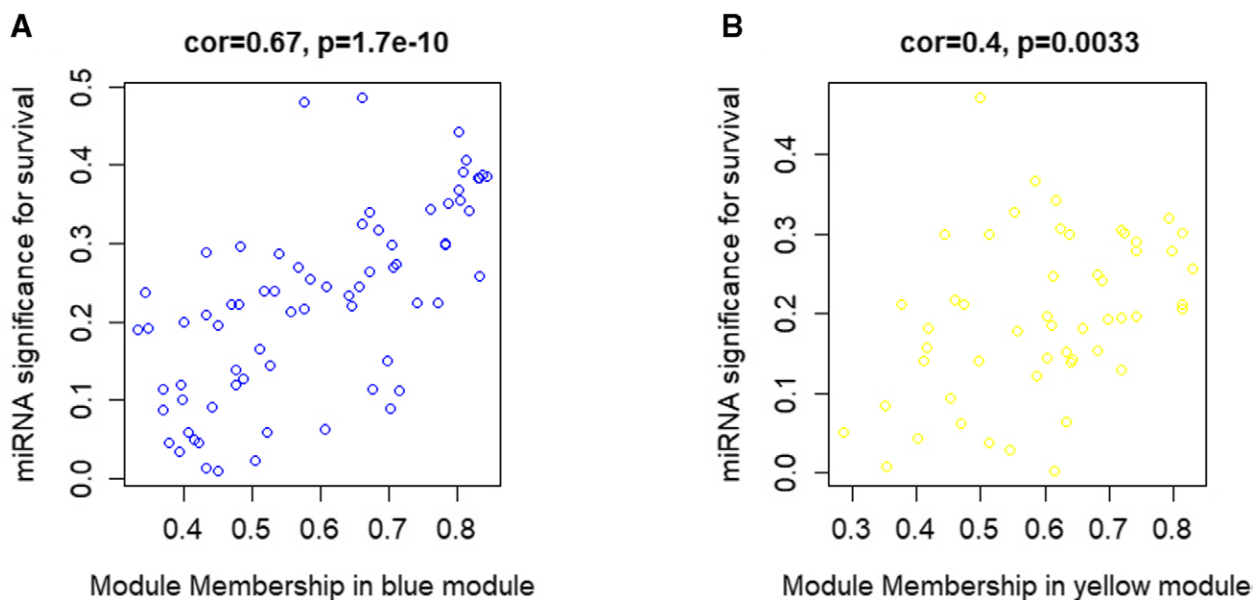 A
cor=0.67, p=1.7e-10
miRNA significance for survival
0.5
0.4
0.3
0.2
0.1
0.0
0.4 0.5 0.6 0.7 0.8
Module Membership in blue module
B
cor=0.4, p=0.0033
miRNA significance for survival
0.4
0.3
0.2
0.1
0.0
0.3 0.4 0.5 0.6 0.7 0.8
Module Membership in yellow module